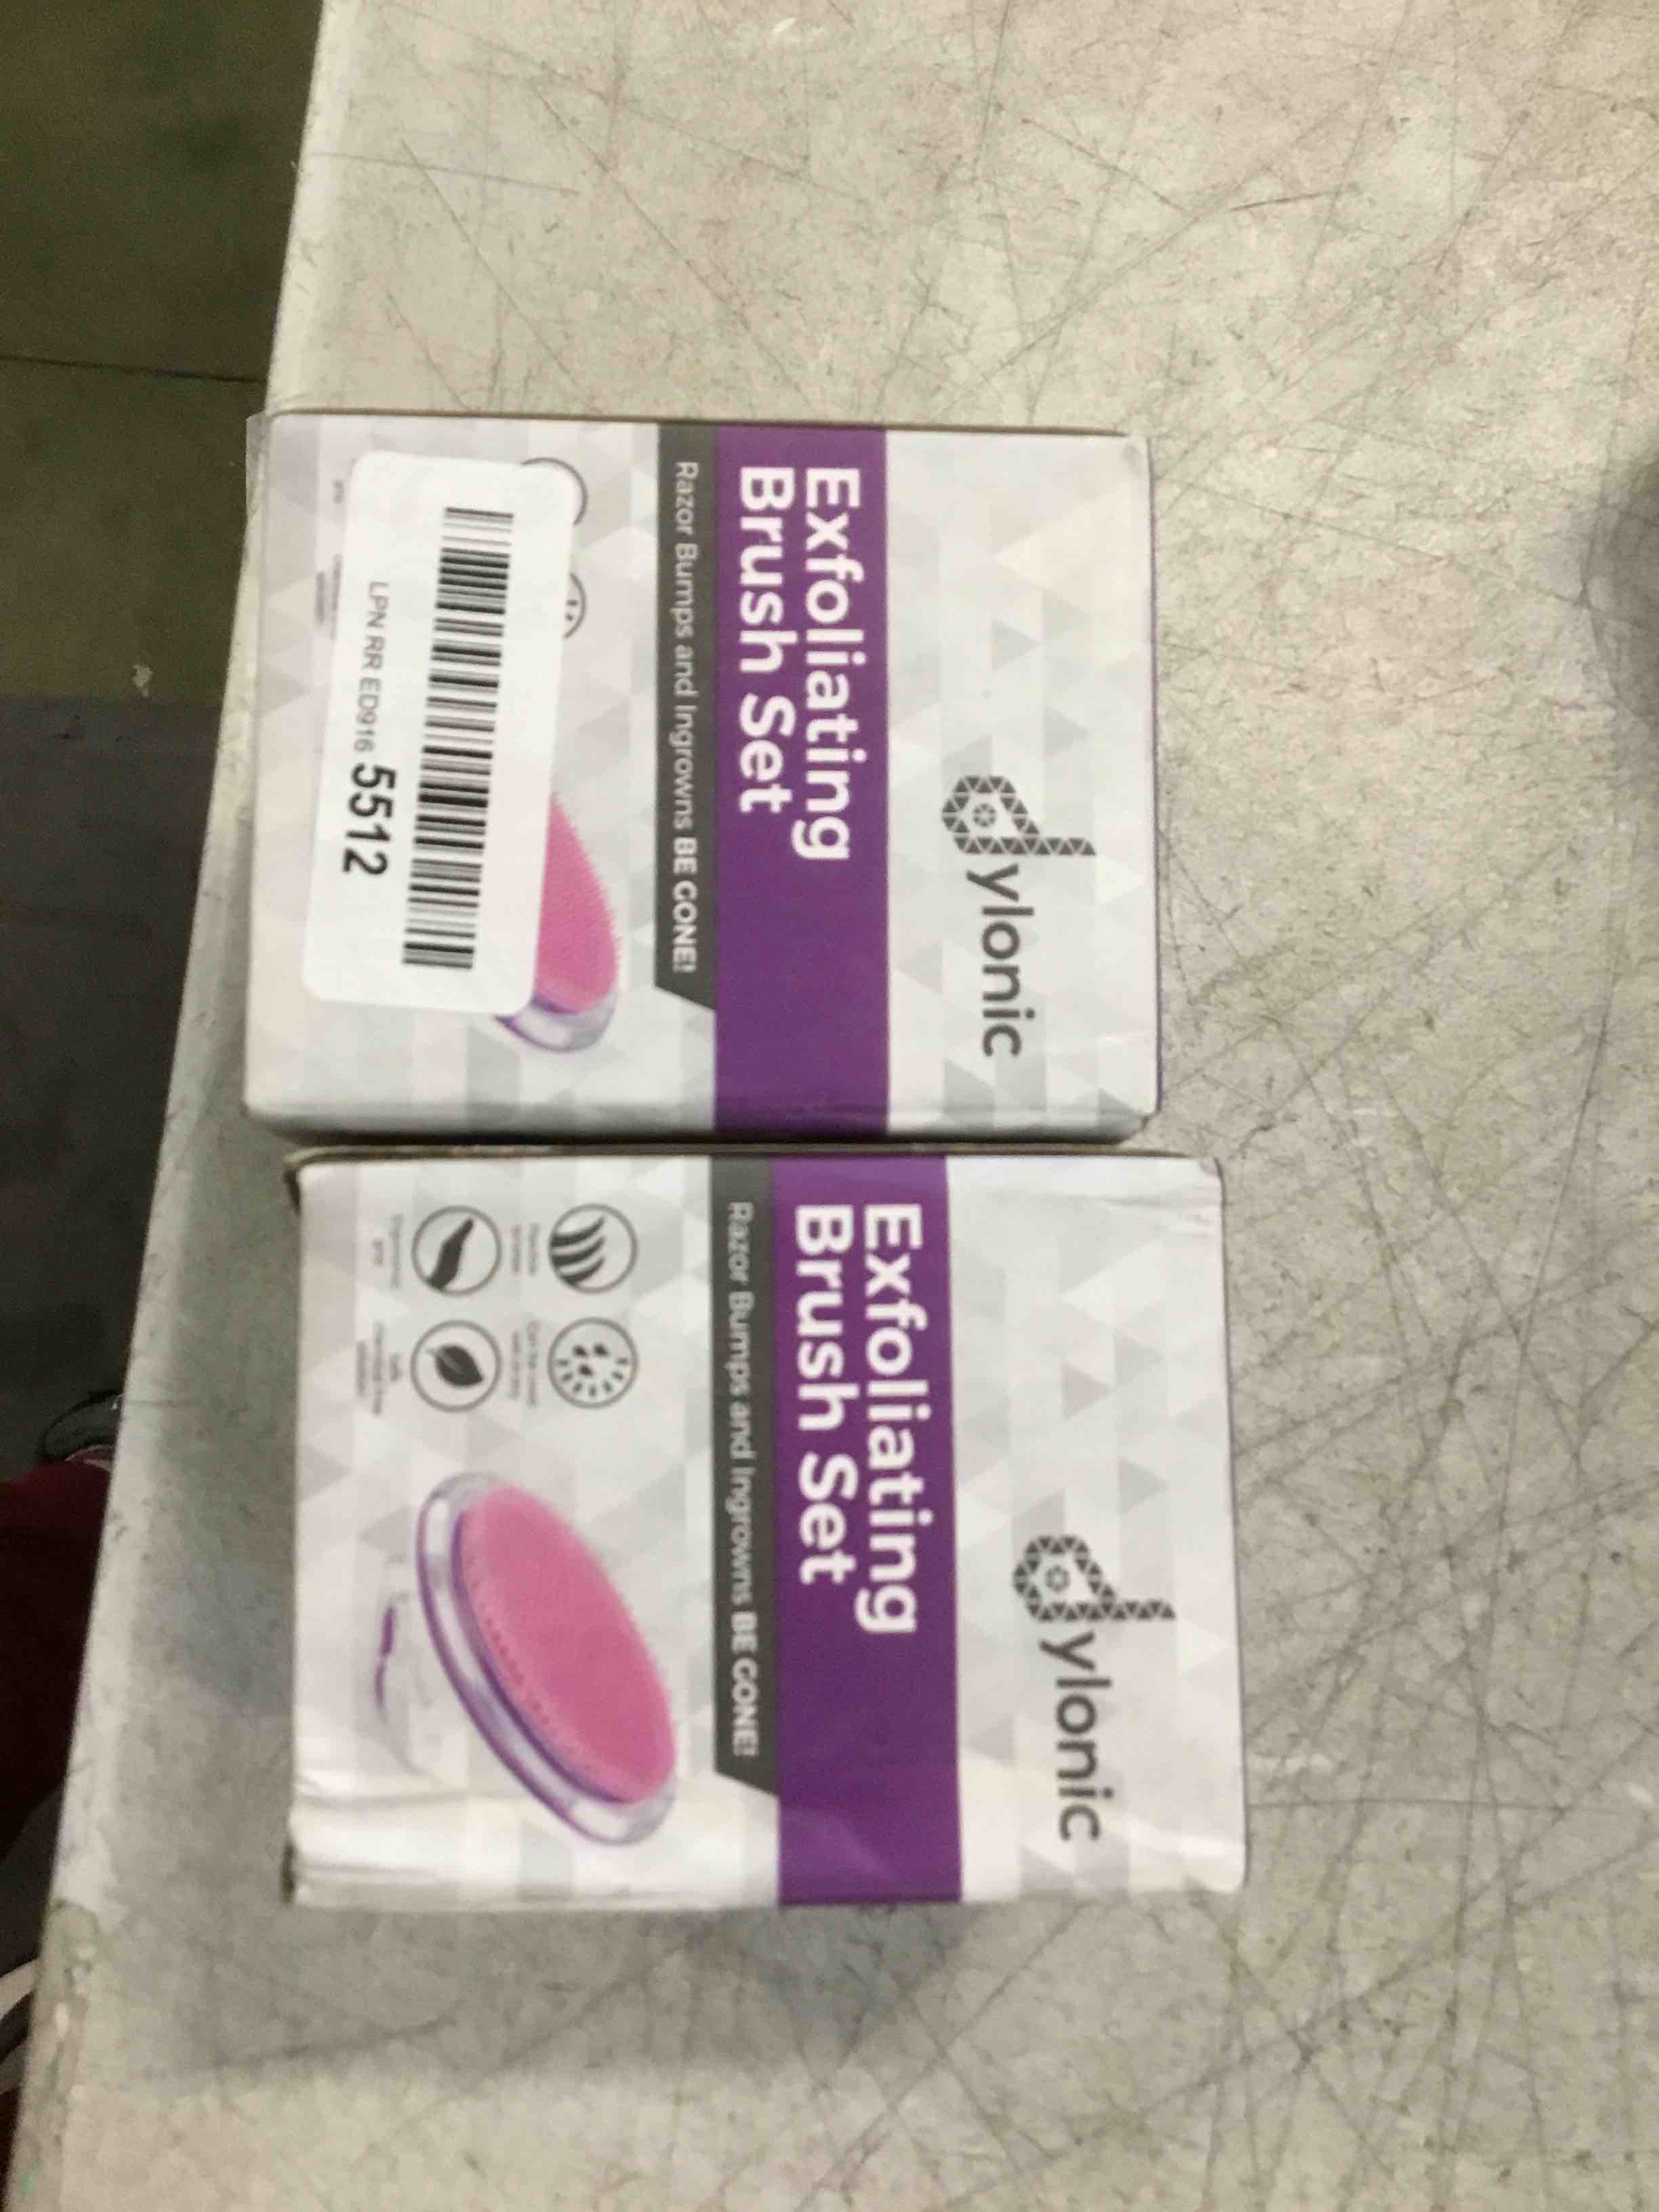 dylonic
Exfoliating
Brush Set
Razor Bumps and Ingrowns BE GONE!
LPN RR ED916 5512
dylonic
Exfoliating
Brush Set
Razor Bumps and Ingrowns BE GONE!